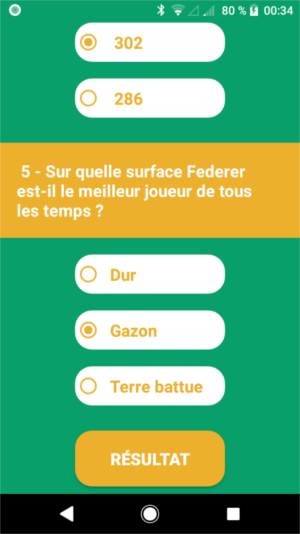 80 % 00:34
302
286
5 - Sur quelle surface Federer
est-il le meilleur joueur de tous
les temps ?
Dur
Gazon
Terre battue
RÉSULTAT